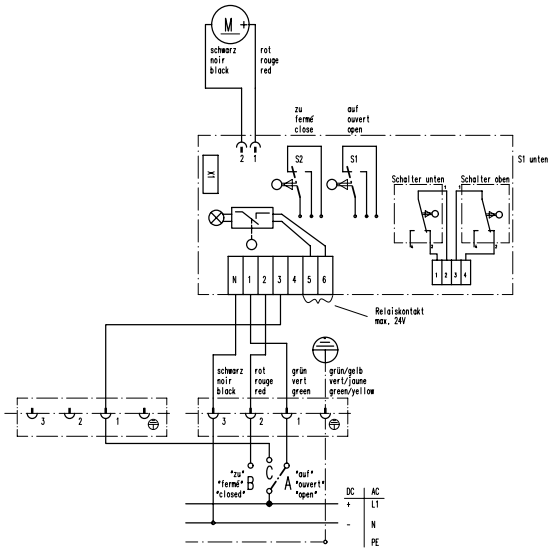 M +
schwarz
noir
black
rot
rouge
red
zu
fermé
close
auf
ouvert
open
2 1
X1
S2
S1
S1 unten
Schalter unten
Schalter oben
1 2 3 4
N 1 2 3 4 5 6
Relaiskontakt
max. 24V
schwarz
noir
black
rot
rouge
red
grün
vert
green
grün/gelb
vert/jaune
green/yellow
3 2 1
3 2 1
"zu"
"fermé"
"closed"
B
C
A
"auf"
"ouvert"
"open"
DC AC
+ L1
- N
PE